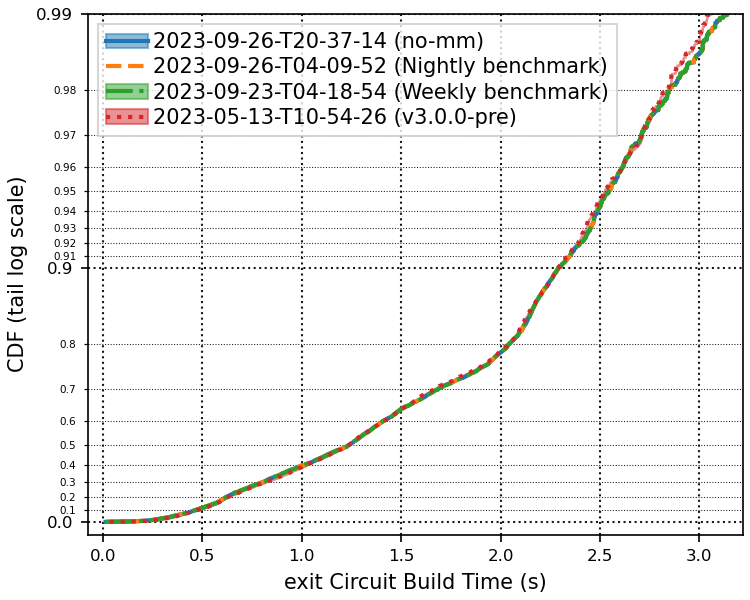 0.99
2023-09-26-T20-37-14 (no-mm)
2023-09-26-T04-09-52 (Nightly benchmark)
2023-09-23-T04-18-54 (Weekly benchmark)
2023-05-13-T10-54-26 (v3.0.0-pre)
0.98
0.97
0.96
0.95
0.94
0.93
0.92
0.91
0.9
0.8
0.7
0.6
0.5
0.4
0.3
0.2
0.1
0.0
CDF (tail log scale)
0.0 0.5 1.0 1.5 2.0 2.5 3.0
exit Circuit Build Time (s)